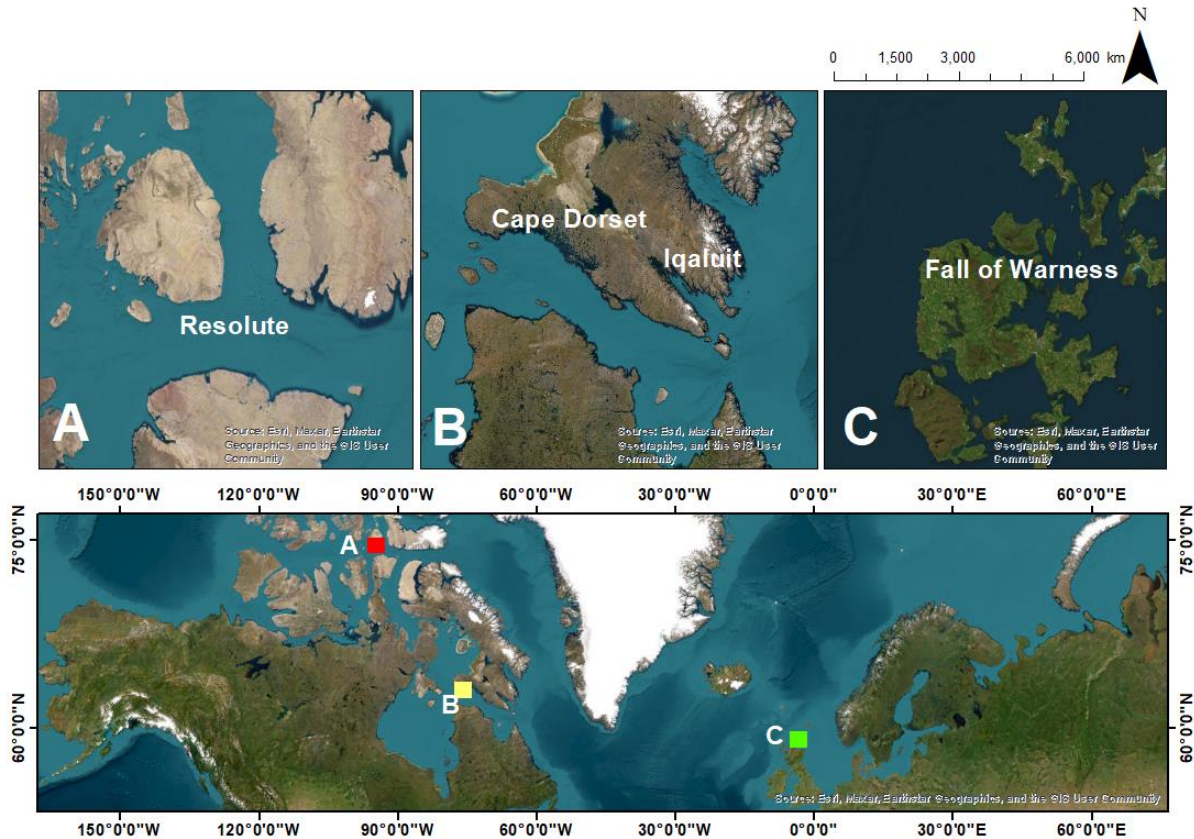 N
0 1,500 3,000 6,000 km
Resolute
A
Source: Esri, Maxar, Earthstar
Geographics, and the GIS User
Community
Cape Dorset
Iqaluit
B
Source: Esri, Maxar, Earthstar
Geographics, and the GIS User
Community
Fall of Warness
C
Source: Esri, Maxar, Earthstar
Geographics, and the GIS User
Community
150°0'0"W 120°0'0"W 90°0'0"W 60°0'0"W 30°0'0"W 0°0'0" 30°0'0"E 60°0'0"E
75°0'0"N
75°0'0"N
A
B
C
60°0'0"N
60°0'0"N
Source: Esri, Maxar, Earthstar Geographics, and the GIS User Community
150°0'0"W 120°0'0"W 90°0'0"W 60°0'0"W 30°0'0"W 0°0'0" 30°0'0"E 60°0'0"E